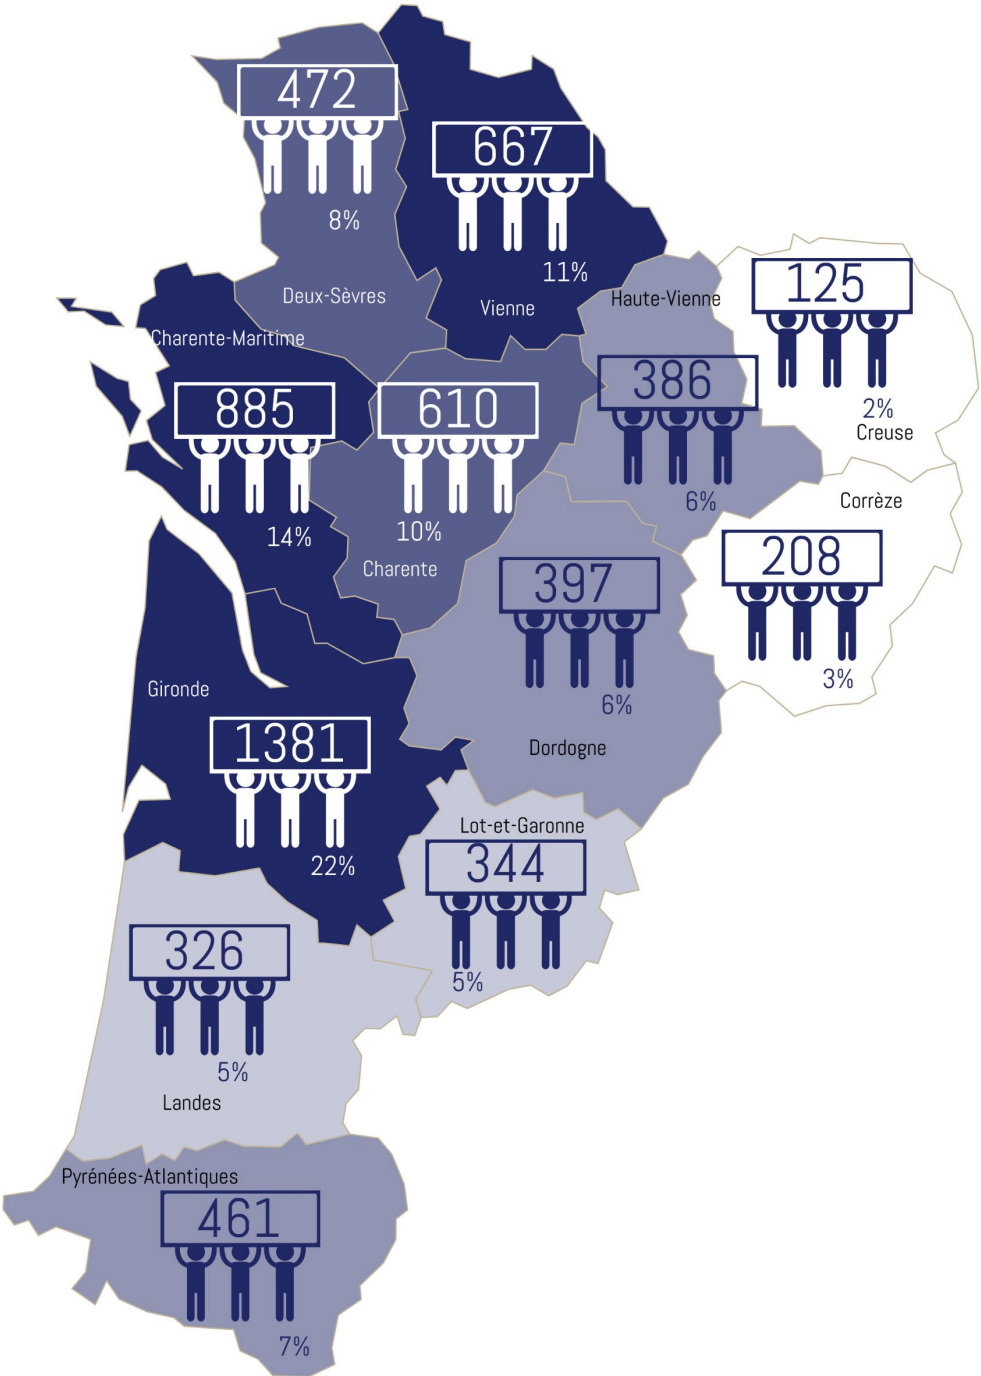 472
8%
Deux-Sèvres
667
11%
Vienne
Haute-Vienne
386
6%
125
2%
Creuse
Charente-Maritime
885
14%
610
10%
Charente
Corrèze
208
3%
397
6%
Dordogne
Gironde
1381
22%
Lot-et-Garonne
344
5%
326
5%
Landes
Pyrénées-Atlantiques
461
7%